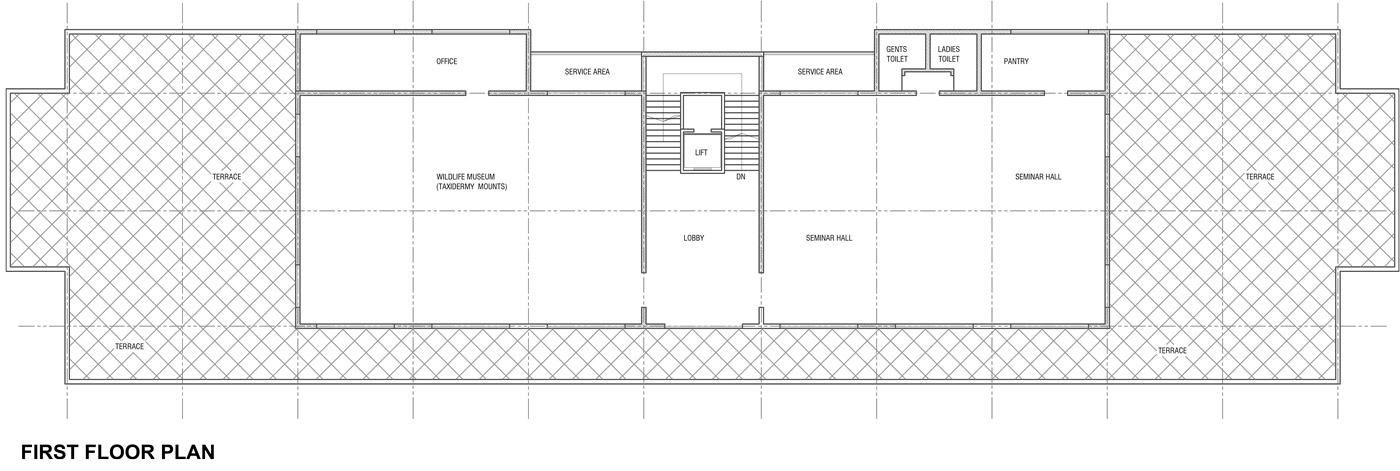 GENTS
TOILET
LADIES
TOILET
OFFICE
PANTRY
SERVICE AREA
SERVICE AREA
LIFT
WILDLIFE MUSEUM
(TAXIDERMY MOUNTS)
TERRACE
DN
SEMINAR HALL
TERRACE
LOBBY
SEMINAR HALL
TERRACE
TERRACE
FIRST FLOOR PLAN